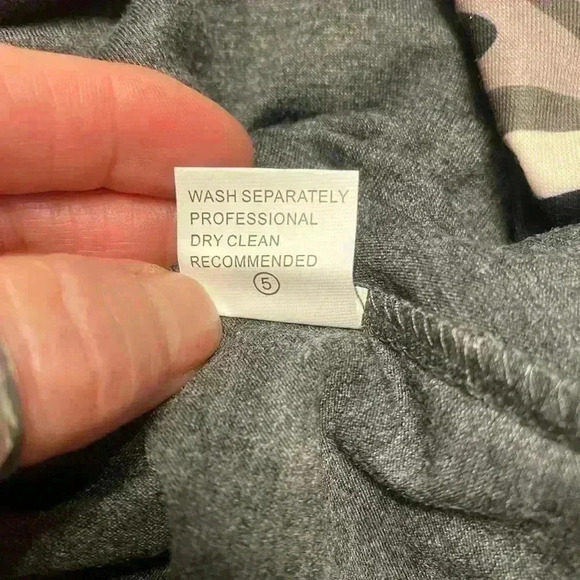 WASH SEPARATELY
PROFESSIONAL
DRY CLEAN
RECOMMENDED
5